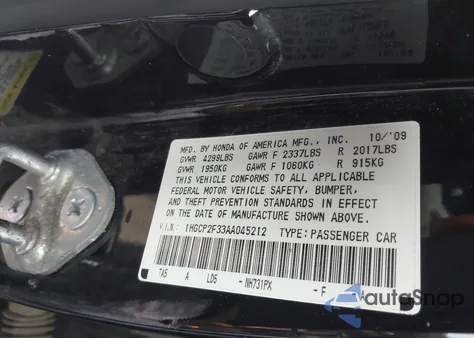 MFD. BY HONDA OF AMERICA MFG., INC. 10/'09
GVWR 4299LBS GAWR F 2337LBS R 2017LBS
GVWR 1950KG GAWR F 1060KG R 915KG
THIS VEHICLE CONFORMS TO ALL APPLICABLE
FEDERAL MOTOR VEHICLE SAFETY, BUMPER,
AND THEFT PREVENTION STANDARDS IN EFFECT
ON THE DATE OF MANUFACTURE SHOWN ABOVE.
V.I.N.: 1HGCP2F33AA045212 TYPE: PASSENGER CAR
TA5 A LD5 -NH731PX -F
autoSnap